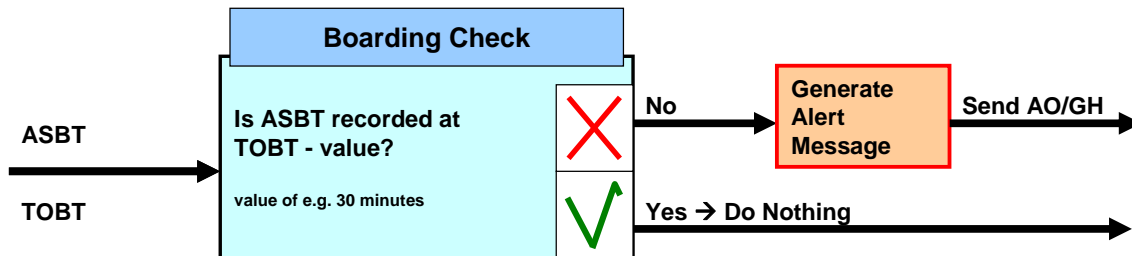 Boarding Check
ASBT
TOBT
Is ASBT recorded at
TOBT - value?
value of e.g. 30 minutes
No
Generate
Alert
Message
Send AO/GH
Yes → Do Nothing